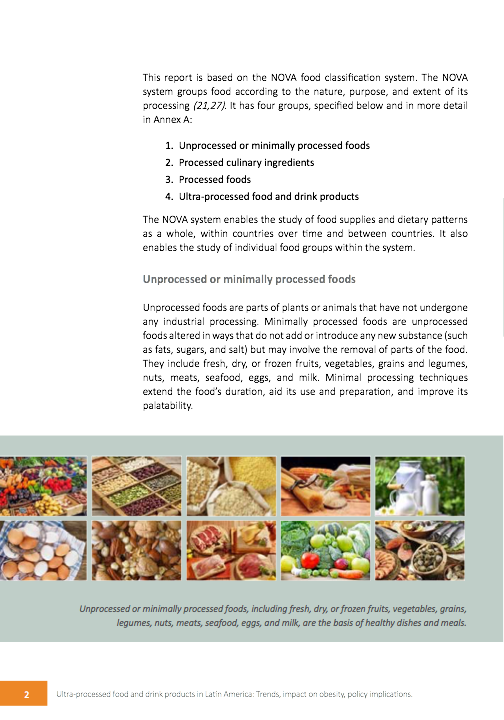 This report is based on the NOVA food classification system. The NOVA
system groups food according to the nature, purpose, and extent of its
processing (21,27). It has four groups, specified below and in more detail
in Annex A:
1. Unprocessed or minimally processed foods
2. Processed culinary ingredients
3. Processed foods
4. Ultra-processed food and drink products
The NOVA system enables the study of food supplies and dietary patterns
as a whole, within countries over time and between countries. It also
enables the study of individual food groups within the system.
Unprocessed or minimally processed foods
Unprocessed foods are parts of plants or animals that have not undergone
any industrial processing. Minimally processed foods are unprocessed
foods altered in ways that do not add or introduce any new substance (such
as fats, sugars, and salt) but may involve the removal of parts of the food.
They include fresh, dry, or frozen fruits, vegetables, grains and legumes,
nuts, meats, seafood, eggs, and milk. Minimal processing techniques
extend the food's duration, aid its use and preparation, and improve its
palatability.
Unprocessed or minimally processed foods, including fresh, dry, or frozen fruits, vegetables, grains,
legumes, nuts, meats, seafood, eggs, and milk, are the basis of healthy dishes and meals.
2 Ultra-processed food and drink products in Latin America: Trends, impact on obesity, policy implications.